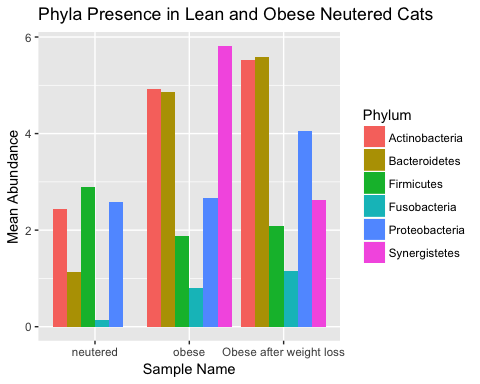 Phyla Presence in Lean and Obese Neutered Cats
6
4
2
0
Mean Abundance
neutered
obese
Obese after weight loss
Sample Name
Phylum
Actinobacteria
Bacteroidetes
Firmicutes
Fusobacteria
Proteobacteria
Synergistetes